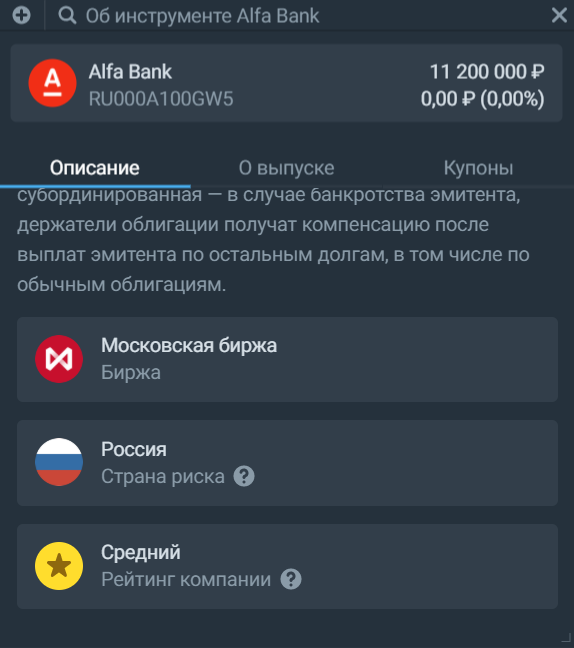 Об инструменте Alfa Bank
Alfa Bank
11 200 000 ₽
RU000A100GW5
0,00 ₽ (0,00%)
Описание
О выпуске
Купоны
субординированная — в случае банкротства эмитента,
держатели облигации получат компенсацию после
выплат эмитента по остальным долгам, в том числе по
обычным облигациям.
Московская биржа
Биржа
Россия
Страна риска ?
Средний
Рейтинг компании ?